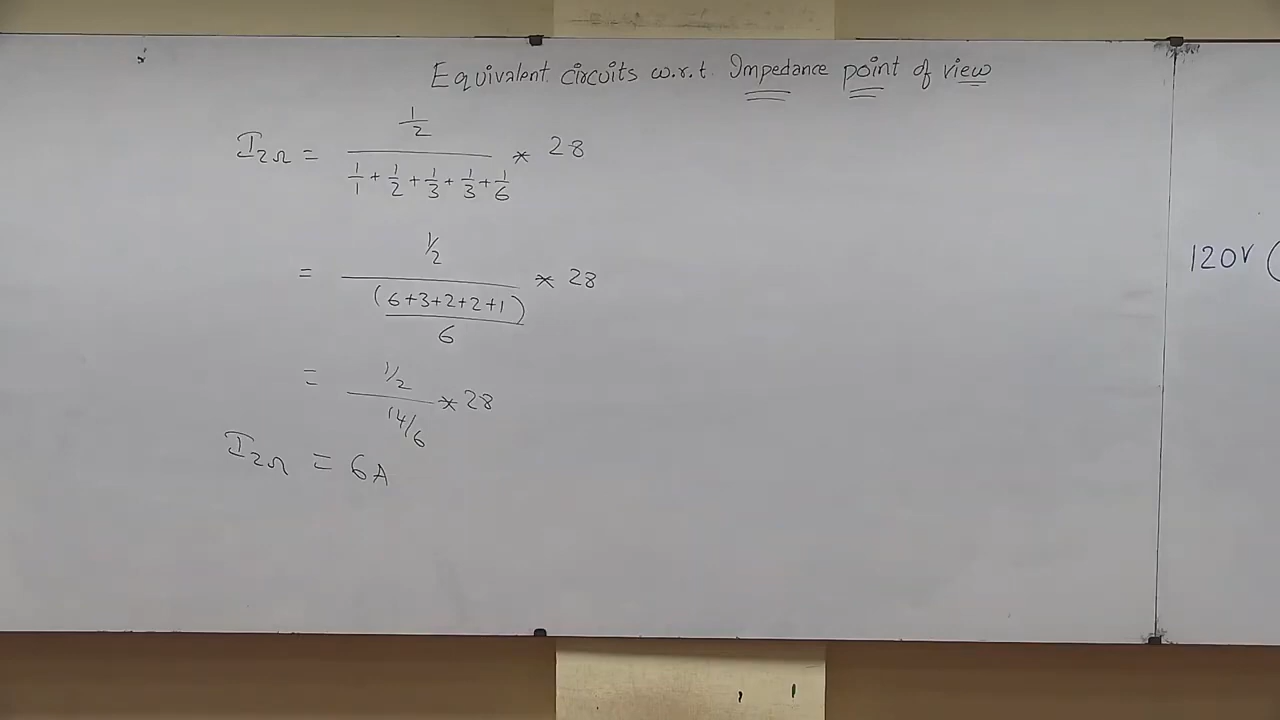 Equivalent circuits w.r.t. Impedance point of view
I2Ω = 1/2 / (1/1 + 1/2 + 1/3 + 1/3 + 1/6) * 28
= 1/2 / ((6+3+2+2+1)/6) * 28
= 1/2 / (14/6) * 28
I2Ω = 6A
120V